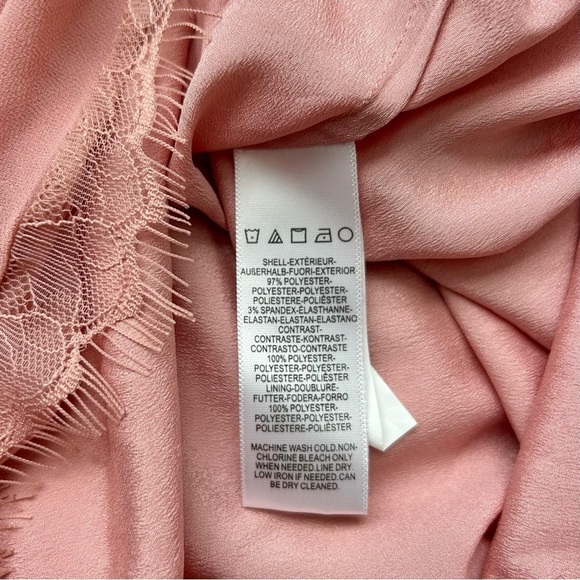 SHELL-EXTÉRIEUR-
AUßERHALB-FUORI-EXTERIOR
97% POLYESTER-
POLYESTER-POLYESTER-
POLIESTERE-POLIÉSTER
3% SPANDEX-ÉLASTHANNE-
ELASTAN-ELASTAN-ELASTANO
CONTRAST-
CONTRASTE-KONTRAST-
CONTRASTO-CONTRASTE
100% POLYESTER-
POLYESTER-POLYESTER-
POLIESTERE-POLIÉSTER
LINING-DOUBLURE-
FUTTER-FODERA-FORRO
100% POLYESTER-
POLYESTER-POLYESTER-
POLIESTERE-POLIÉSTER
MACHINE WASH COLD.NON-
CHLORINE BLEACH ONLY
WHEN NEEDED.LINE DRY.
LOW IRON IF NEEDED.CAN
BE DRY CLEANED.